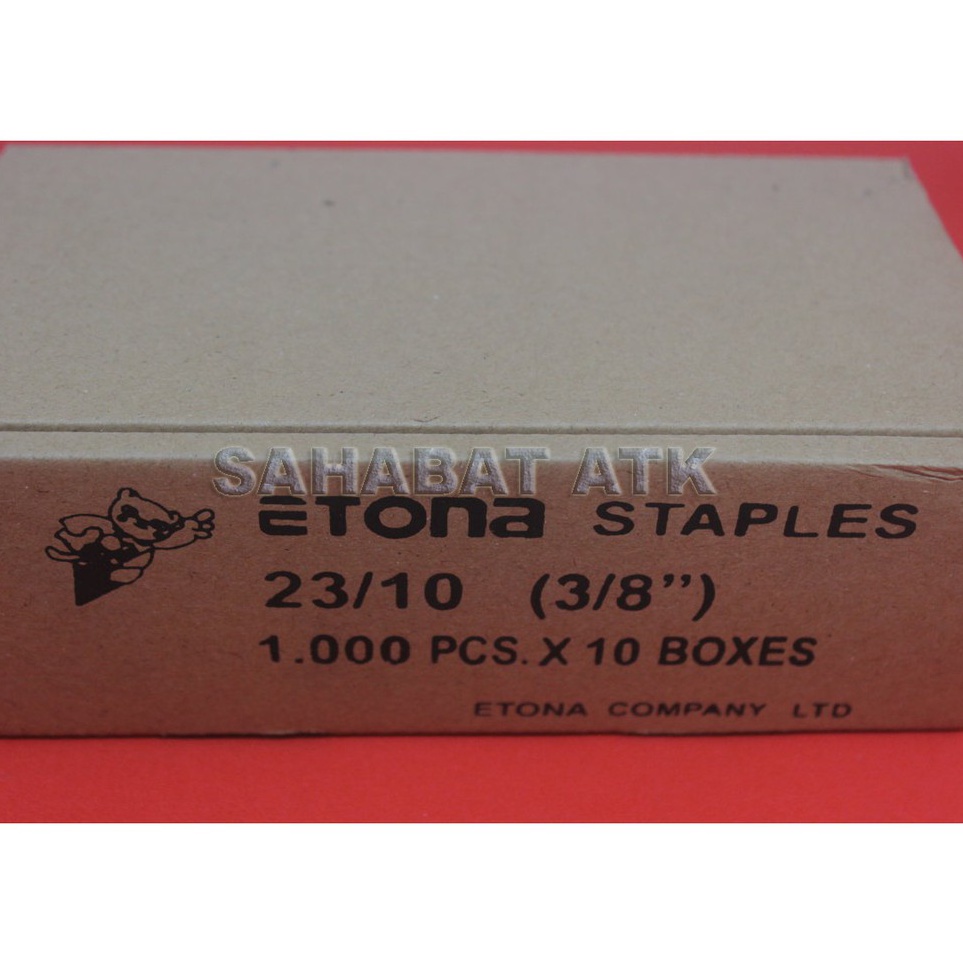 SAHABAT ATK
ETONA STAPLES
23/10 (3/8")
1.000 PCS. X 10 BOXES
ETONA COMPANY LTD